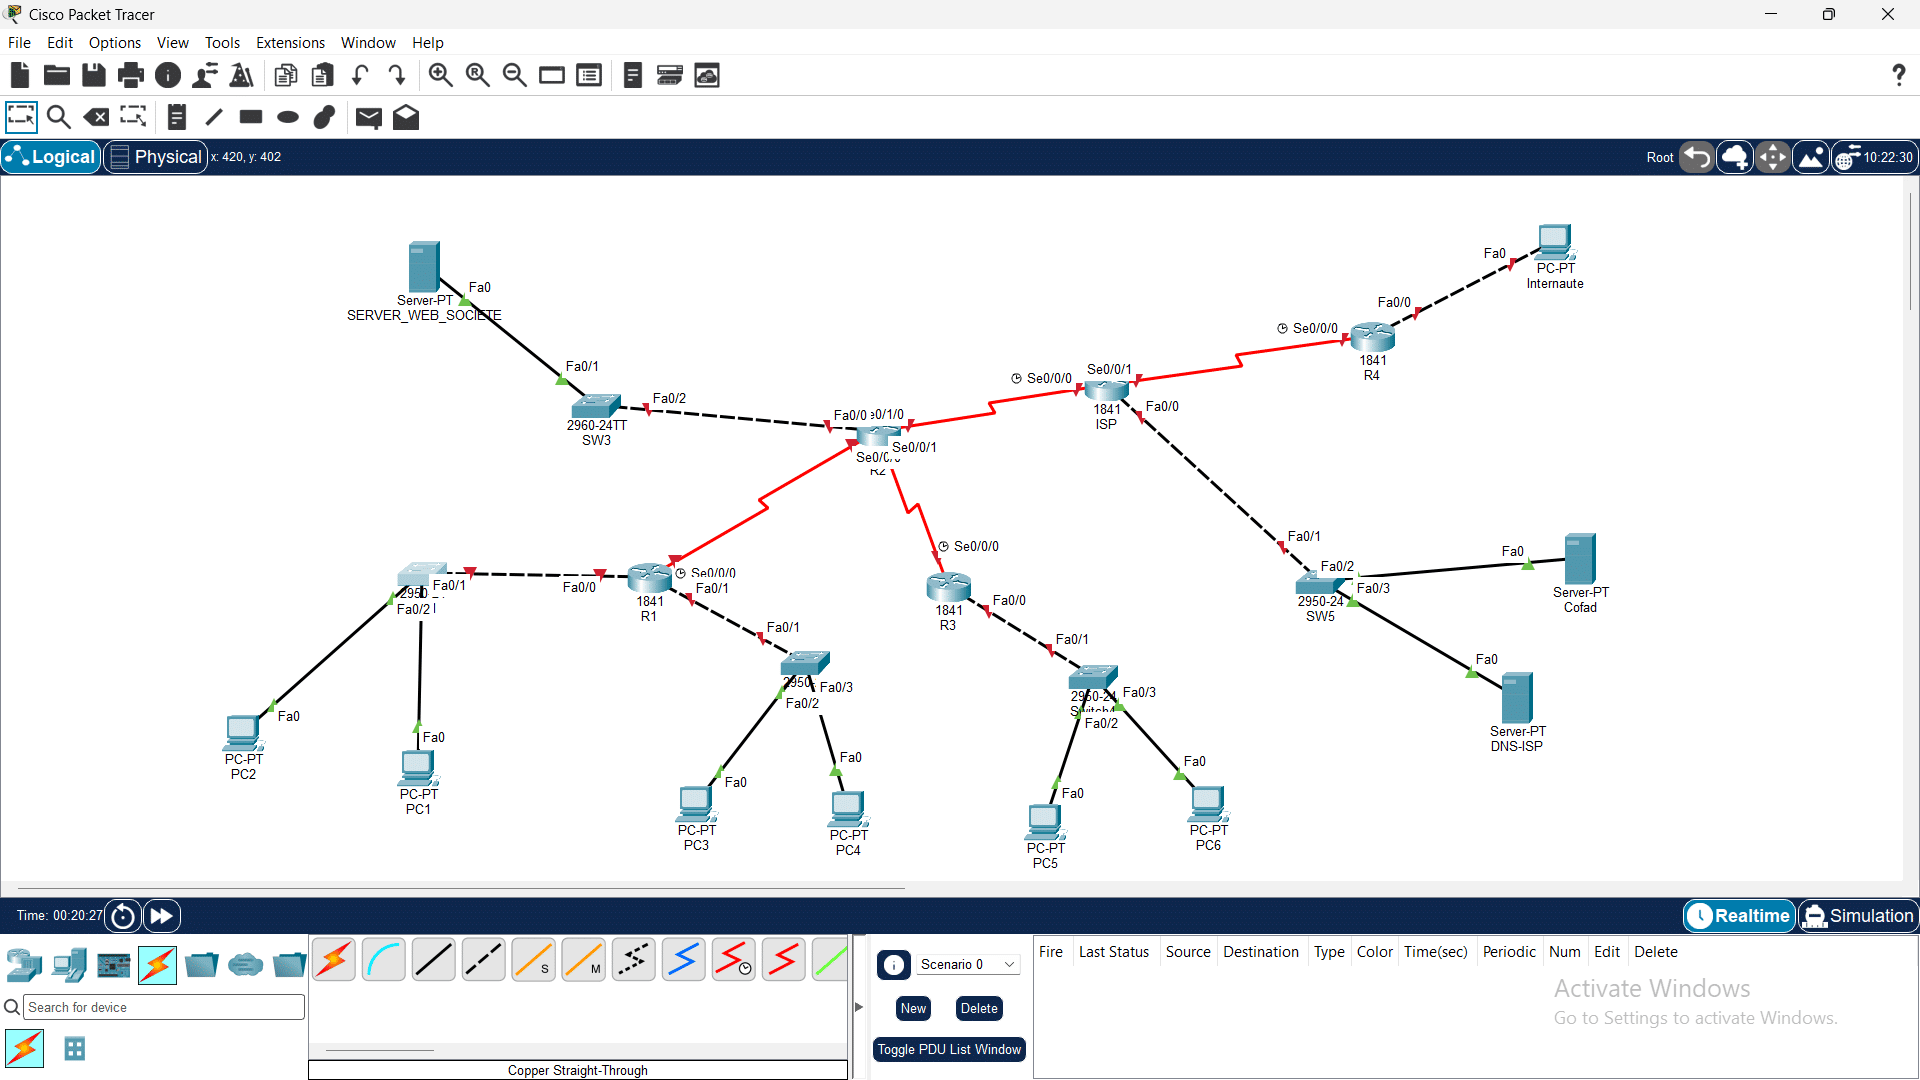 Cisco Packet Tracer
File Edit Options View Tools Extensions Window Help
Logical Physical x: 420, y: 402 Root 10:22:30
Fa0
Server-PT
SERVER_WEB_SOCIETE
Fa0/1
Fa0/2
2960-24TT
SW3
Fa0/0
Se0/0/1
R2
Se0/0/0
Se0/0/1
1841
ISP
Fa0/0
Se0/0/0
Fa0/0
1841
R4
Fa0
PC-PT
Internaute
Fa0/1
Fa0/2
Fa0/3
2950-24
SW5
Fa0
Server-PT
Cofad
Fa0
Server-PT
DNS-ISP
Fa0/1
Fa0/2
Fa0/0
Se0/0/0
Fa0/1
1841
R1
Se0/0/0
Fa0/0
1841
R3
Fa0/1
Fa0/3
Fa0/2
Fa0/1
Fa0/3
2950-24
Switch4
Fa0/2
Fa0
PC-PT
PC2
Fa0
PC-PT
PC1
Fa0
PC-PT
PC3
Fa0
PC-PT
PC4
Fa0
PC-PT
PC5
Fa0
PC-PT
PC6
Time: 00:20:27 Realtime Simulation
Search for device
S
M
Copper Straight-Through
Scenario 0
New Delete
Toggle PDU List Window
Fire Last Status Source Destination Type Color Time(sec) Periodic Num Edit Delete
Activate Windows
Go to Settings to activate Windows.